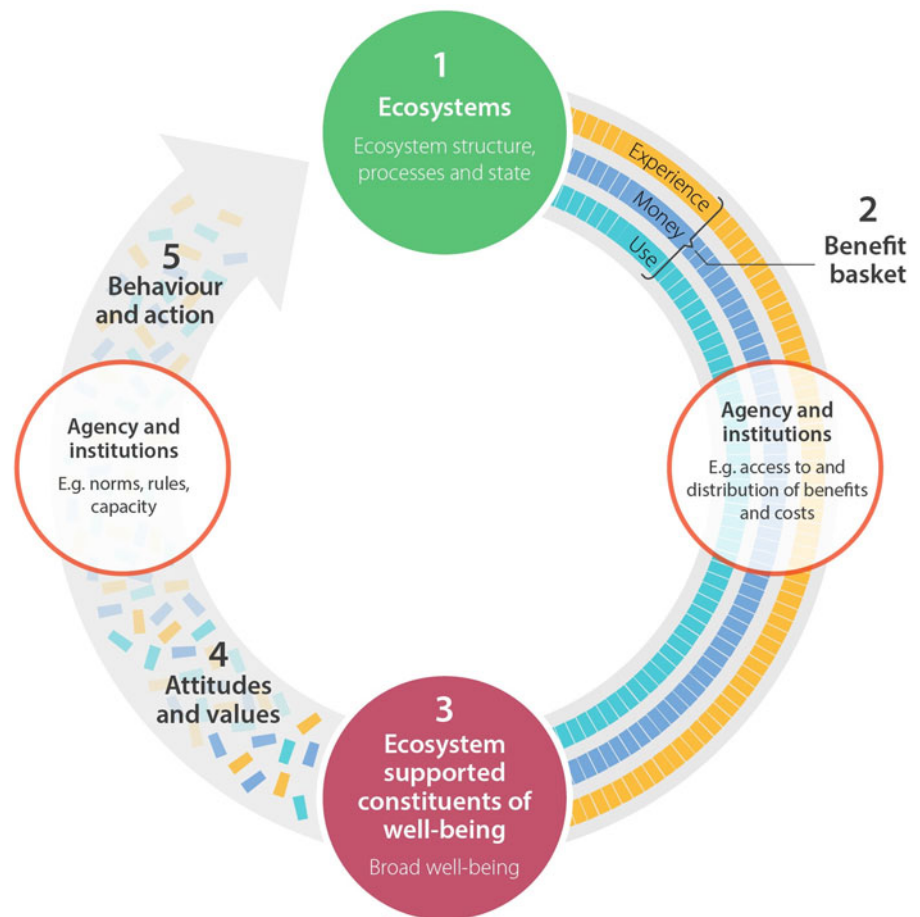 1
Ecosystems
Ecosystem structure,
processes and state
Experience
Money
Use
2
Benefit
basket
Agency and
institutions
E.g. access to and
distribution of benefits
and costs
3
Ecosystem
supported
constituents of
well-being
Broad well-being
4
Attitudes
and values
Agency and
institutions
E.g. norms, rules,
capacity
5
Behaviour
and action